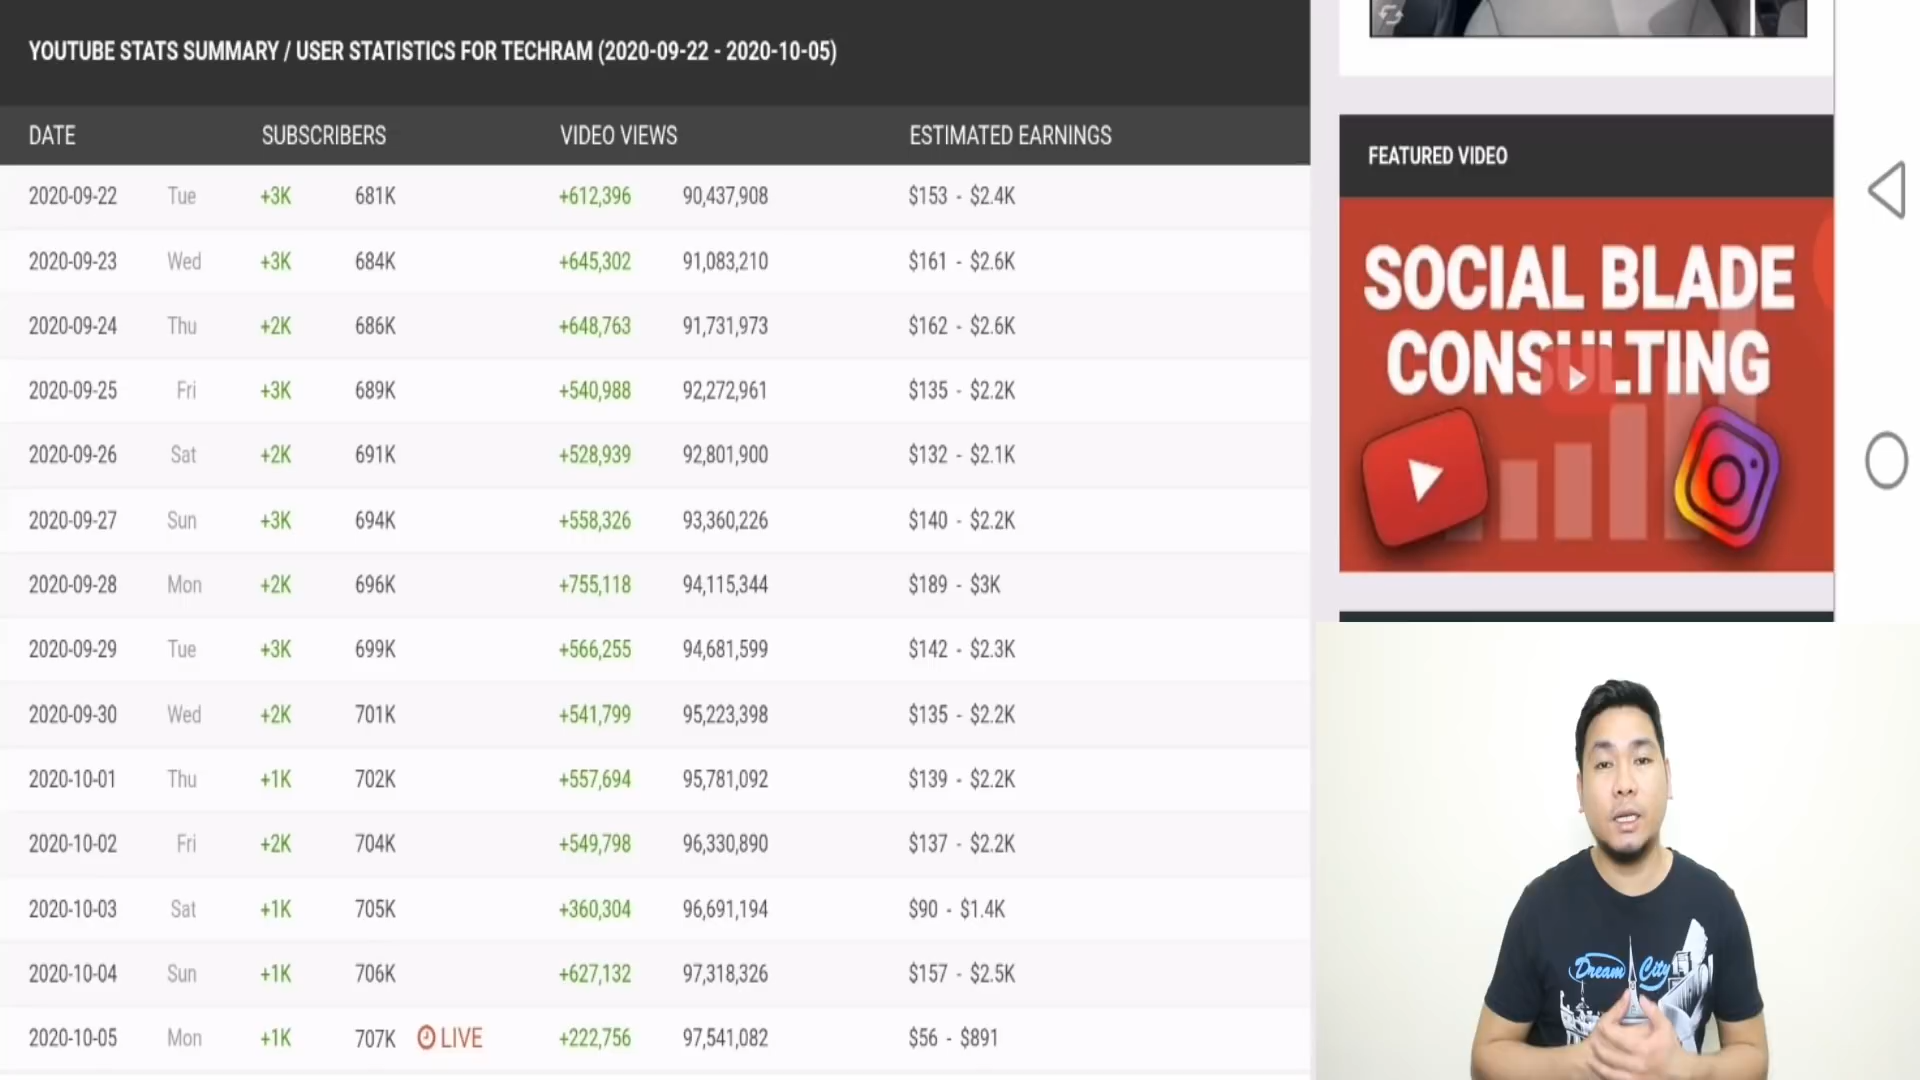 YOUTUBE STATS SUMMARY / USER STATISTICS FOR TECHRAM (2020-09-22 - 2020-10-05)
DATE SUBSCRIBERS VIDEO VIEWS ESTIMATED EARNINGS
2020-09-22 Tue +3K 681K +612,396 90,437,908 $153 - $2.4K
2020-09-23 Wed +3K 684K +645,302 91,083,210 $161 - $2.6K
2020-09-24 Thu +2K 686K +648,763 91,731,973 $162 - $2.6K
2020-09-25 Fri +3K 689K +540,988 92,272,961 $135 - $2.2K
2020-09-26 Sat +2K 691K +528,939 92,801,900 $132 - $2.1K
2020-09-27 Sun +3K 694K +558,326 93,360,226 $140 - $2.2K
2020-09-28 Mon +2K 696K +755,118 94,115,344 $189 - $3K
2020-09-29 Tue +3K 699K +566,255 94,681,599 $142 - $2.3K
2020-09-30 Wed +2K 701K +541,799 95,223,398 $135 - $2.2K
2020-10-01 Thu +1K 702K +557,694 95,781,092 $139 - $2.2K
2020-10-02 Fri +2K 704K +549,798 96,330,890 $137 - $2.2K
2020-10-03 Sat +1K 705K +360,304 96,691,194 $90 - $1.4K
2020-10-04 Sun +1K 706K +627,132 97,318,326 $157 - $2.5K
2020-10-05 Mon +1K 707K LIVE +222,756 97,541,082 $56 - $891
FEATURED VIDEO
SOCIAL BLADE
CONSULTING
Dream City